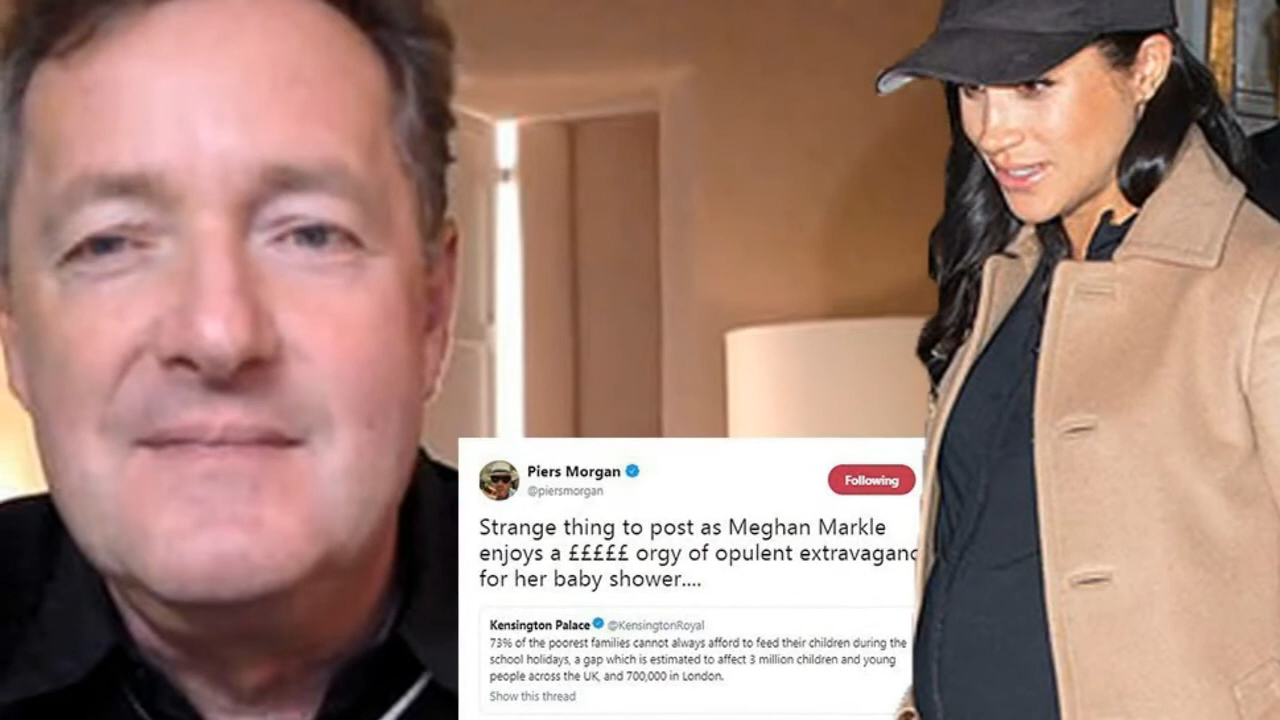 Piers Morgan
@piersmorgan
Following
Strange thing to post as Meghan Markle
enjoys a £££££ orgy of opulent extravaganc
for her baby shower....
Kensington Palace @KensingtonRoyal
73% of the poorest families cannot always afford to feed their children during the
school holidays, a gap which is estimated to affect 3 million children and young
people across the UK, and 700,000 in London.
Show this thread